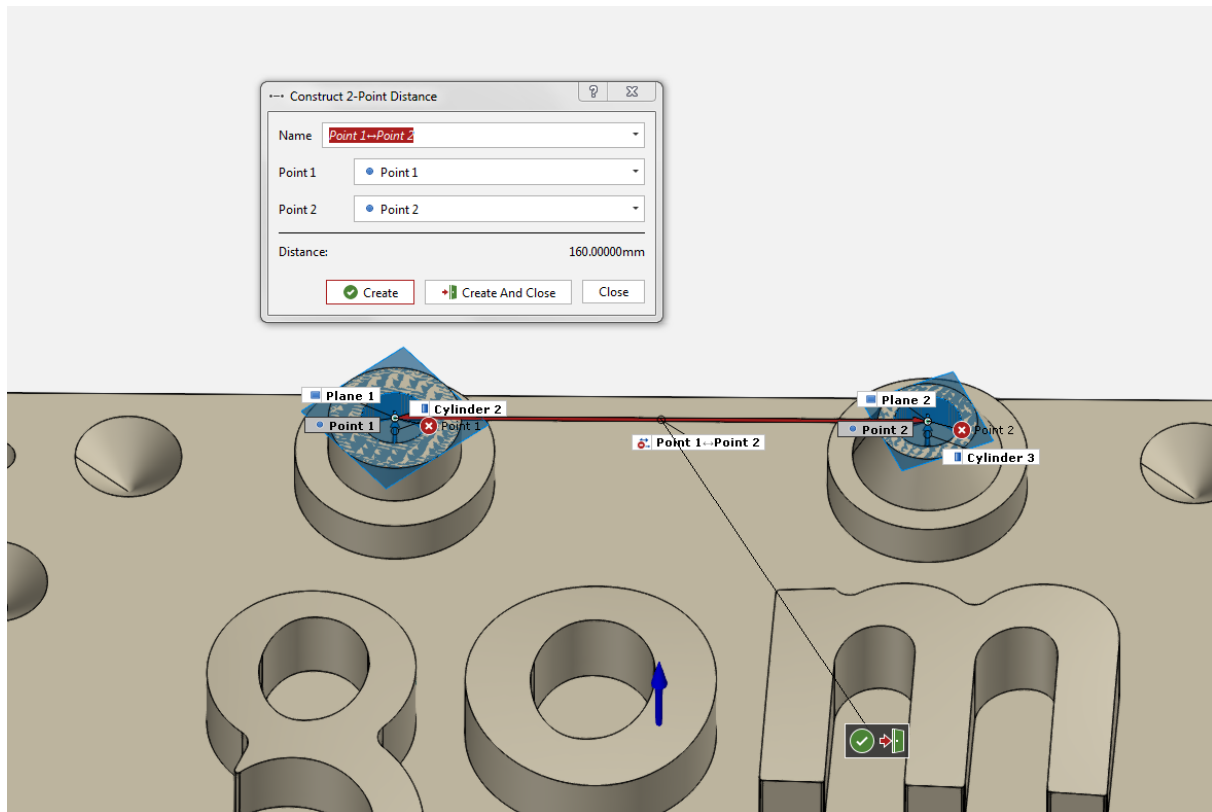 Construct 2-Point Distance
Name Point 1↔Point 2
Point 1 Point 1
Point 2 Point 2
Distance: 160.00000mm
Create Create And Close Close
Plane 1
Cylinder 2
Point 1 Point 1
Plane 2
Point 2 Point 2
Point 1↔Point 2
Cylinder 3
gom